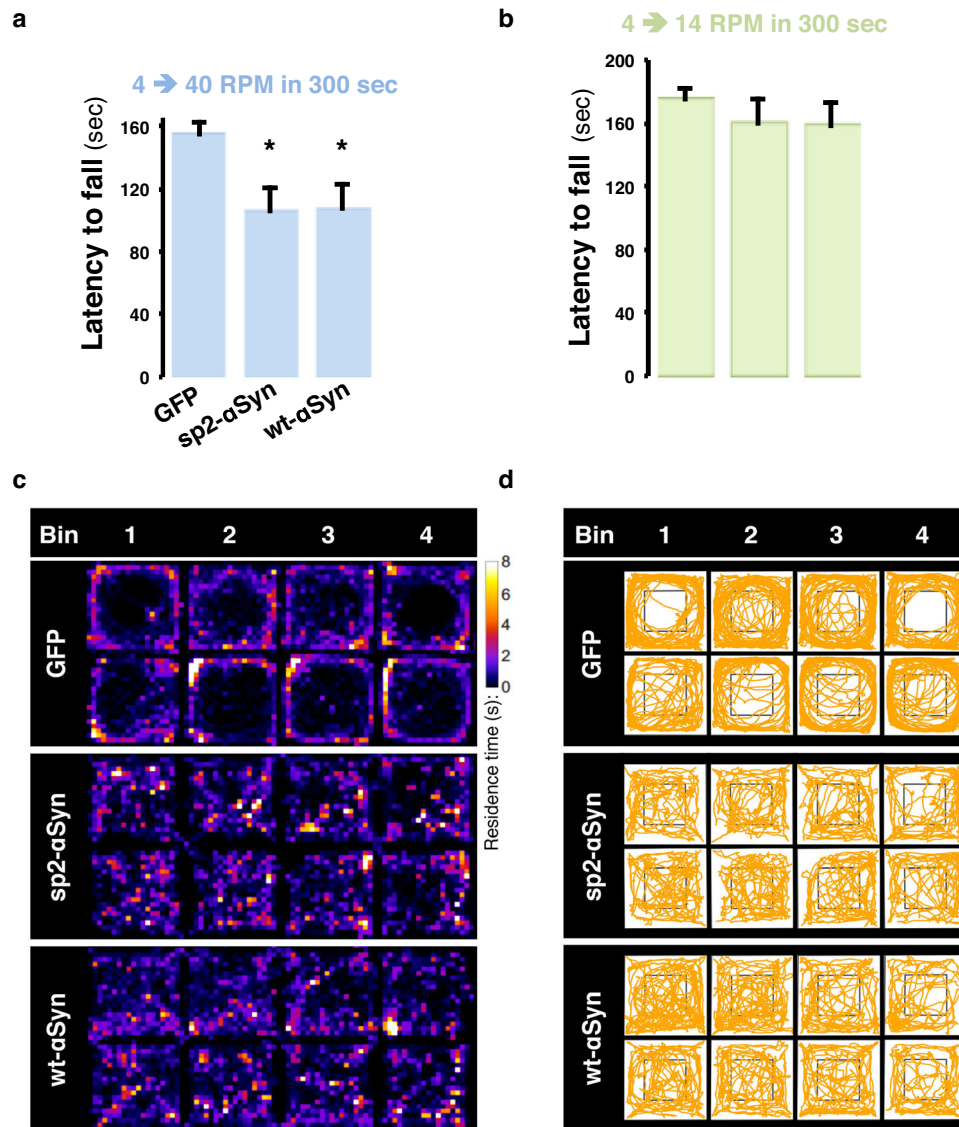 a
4 ➔ 40 RPM in 300 sec
Latency to fall (sec)
160
120
80
40
0
* *
GFP
sp2-αSyn
wt-αSyn
b
4 ➔ 14 RPM in 300 sec
Latency to fall (sec)
200
160
120
80
40
0
c
Bin 1 2 3 4
GFP
sp2-αSyn
wt-αSyn
8
6
4
2
0
Residence time (s):
d
Bin 1 2 3 4
GFP
sp2-αSyn
wt-αSyn